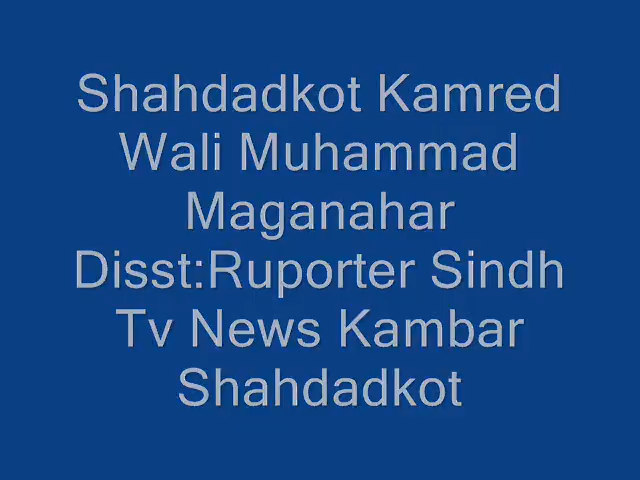 Shahdadkot Kamred
Wali Muhammad
Maganahar
Disst:Ruporter Sindh
Tv News Kambar
Shahdadkot